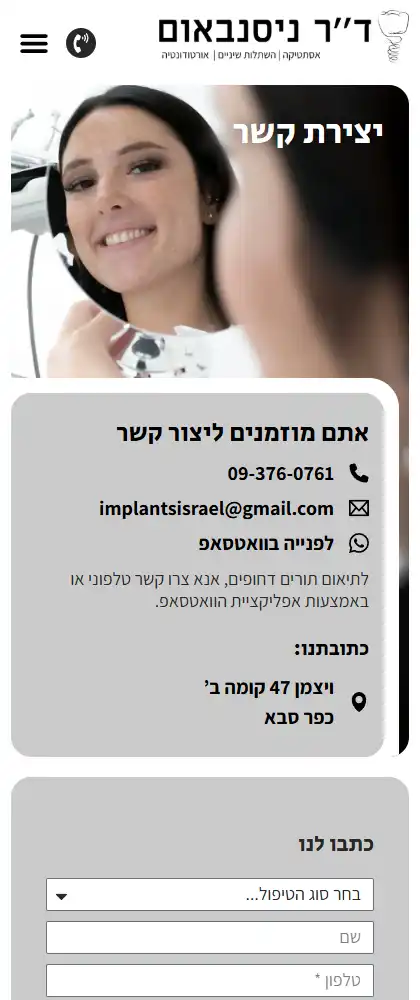 ד״ר ניסנבאום
אסתטיקה | השתלות שיניים | אורטודונטיה
יצירת קשר
אתם מוזמנים ליצור קשר
09-376-0761
implantsisrael@gmail.com
לפנייה בוואטסאפ
לתיאום תורים דחופים, אנא צרו קשר טלפוני או
באמצעות אפליקציית הוואטסאפ.
כתובתנו:
ויצמן 47 קומה ב’
כפר סבא
כתבו לנו
בחר סוג הטיפול...
שם
טלפון *